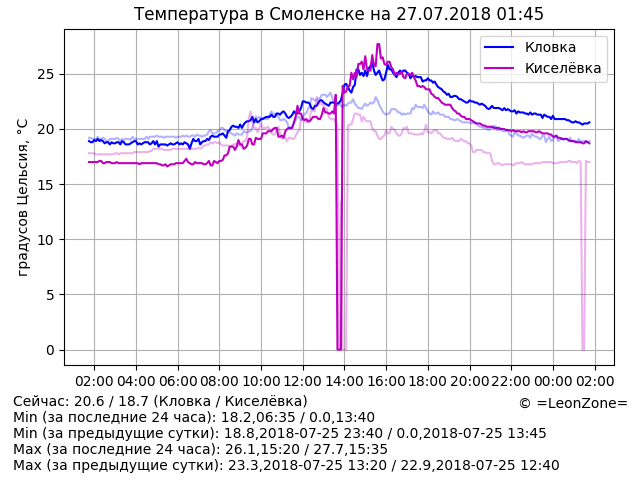 Температура в Смоленске на 27.07.2018 01:45
Кловка
Киселёвка
градусов Цельсия, °C
25
20
15
10
5
0
02:00 04:00 06:00 08:00 10:00 12:00 14:00 16:00 18:00 20:00 22:00 00:00 02:00
Сейчас: 20.6 / 18.7 (Кловка / Киселёвка)
© =LeonZone=
Min (за последние 24 часа): 18.2,06:35 / 0.0,13:40
Min (за предыдущие сутки): 18.8,2018-07-25 23:40 / 0.0,2018-07-25 13:45
Max (за последние 24 часа): 26.1,15:20 / 27.7,15:35
Max (за предыдущие сутки): 23.3,2018-07-25 13:20 / 22.9,2018-07-25 12:40